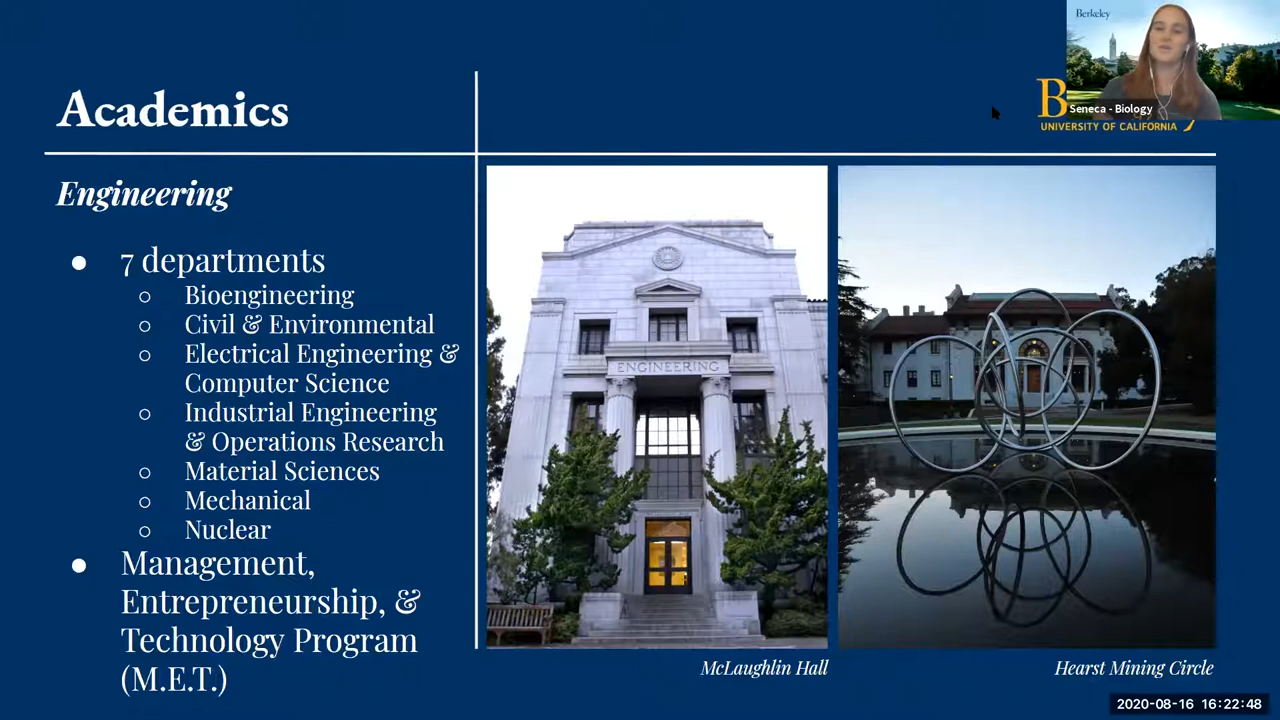 Berkeley
Academics
B
Seneca - Biology
UNIVERSITY OF CALIFORNIA
Engineering
● 7 departments
○ Bioengineering
○ Civil & Environmental
○ Electrical Engineering &
Computer Science
○ Industrial Engineering
& Operations Research
○ Material Sciences
○ Mechanical
○ Nuclear
● Management,
Entrepreneurship, &
Technology Program
(M.E.T.)
ENGINEERING
McLaughlin Hall
Hearst Mining Circle
2020-08-16 16:22:48